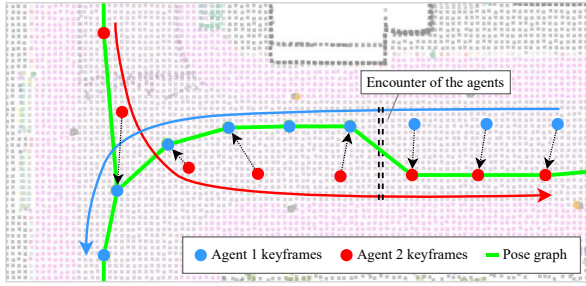 Encounter of the agents
Agent 1 keyframes Agent 2 keyframes Pose graph